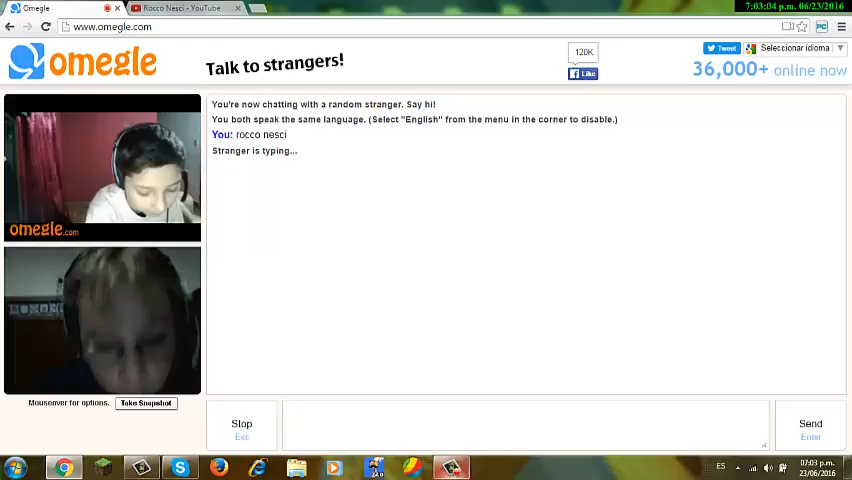 Omegle
Rocco Nesci - YouTube
7:03:04 p.m. 06/23/2016
www.omegle.com
omegle
Talk to strangers!
120K
Like
Tweet
Seleccionar idioma
36,000+ online now
You're now chatting with a random stranger. Say hi!
You both speak the same language. (Select "English" from the menu in the corner to disable.)
You: rocco nesci
Stranger is typing...
omegle.com
Mouseover for options.
Take Snapshot
Stop
Esc
Send
Enter
ES
07:03 p.m.
23/06/2016